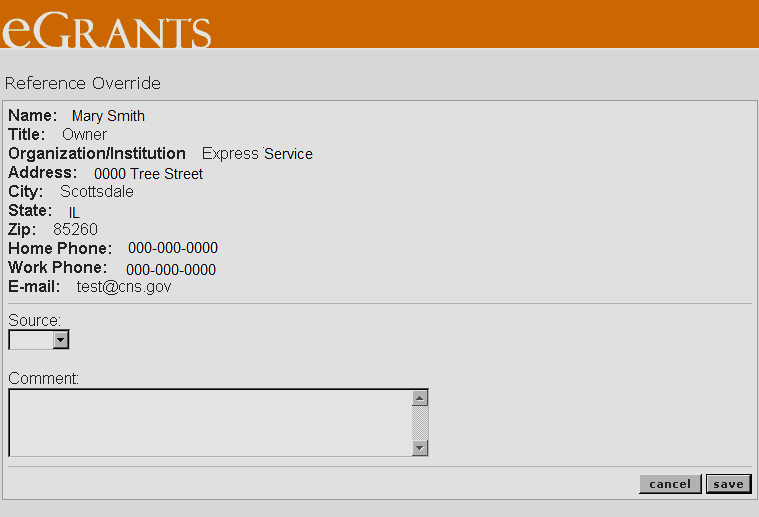 eGRANTS
Reference Override
Name: Mary Smith
Title: Owner
Organization/Institution Express Service
Address: 0000 Tree Street
City: Scottsdale
State: IL
Zip: 85260
Home Phone: 000-000-0000
Work Phone: 000-000-0000
E-mail: test@cns.gov
Source:
Comment:
cancel save